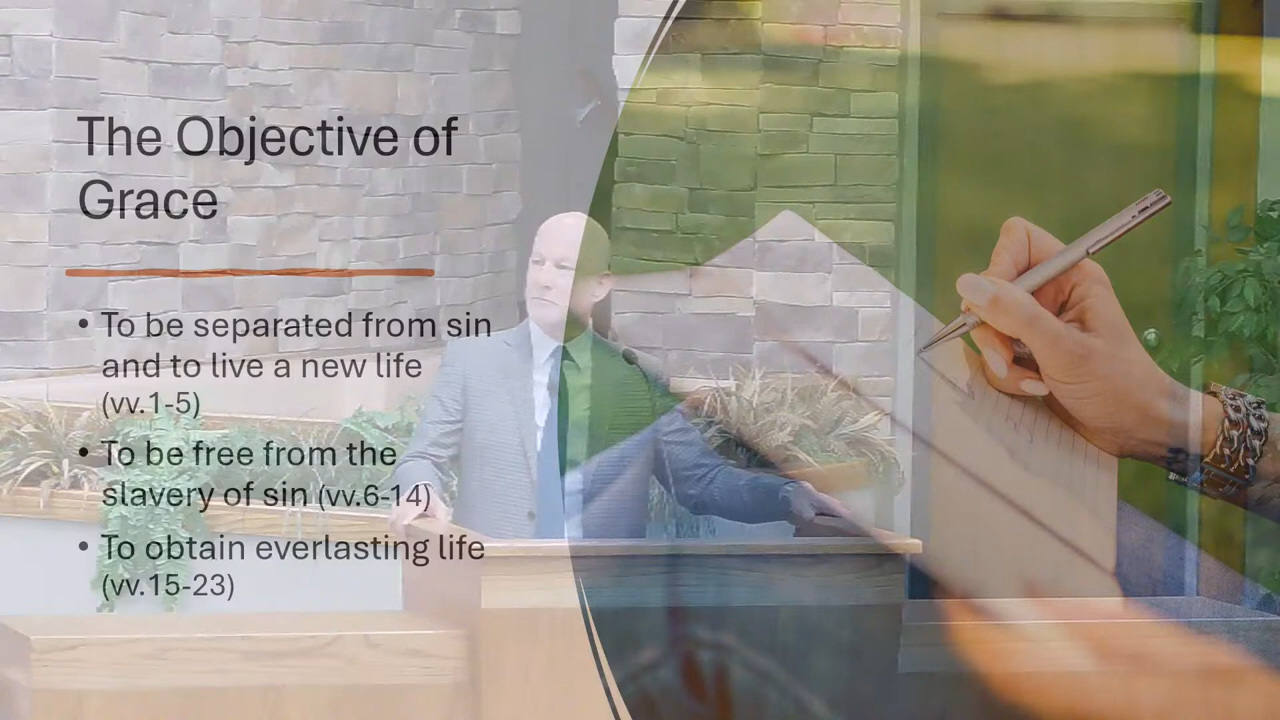 The Objective of
Grace
• To be separated from sin
and to live a new life
(vv.1-5)
• To be free from the
slavery of sin (vv.6-14)
• To obtain everlasting life
(vv.15-23)